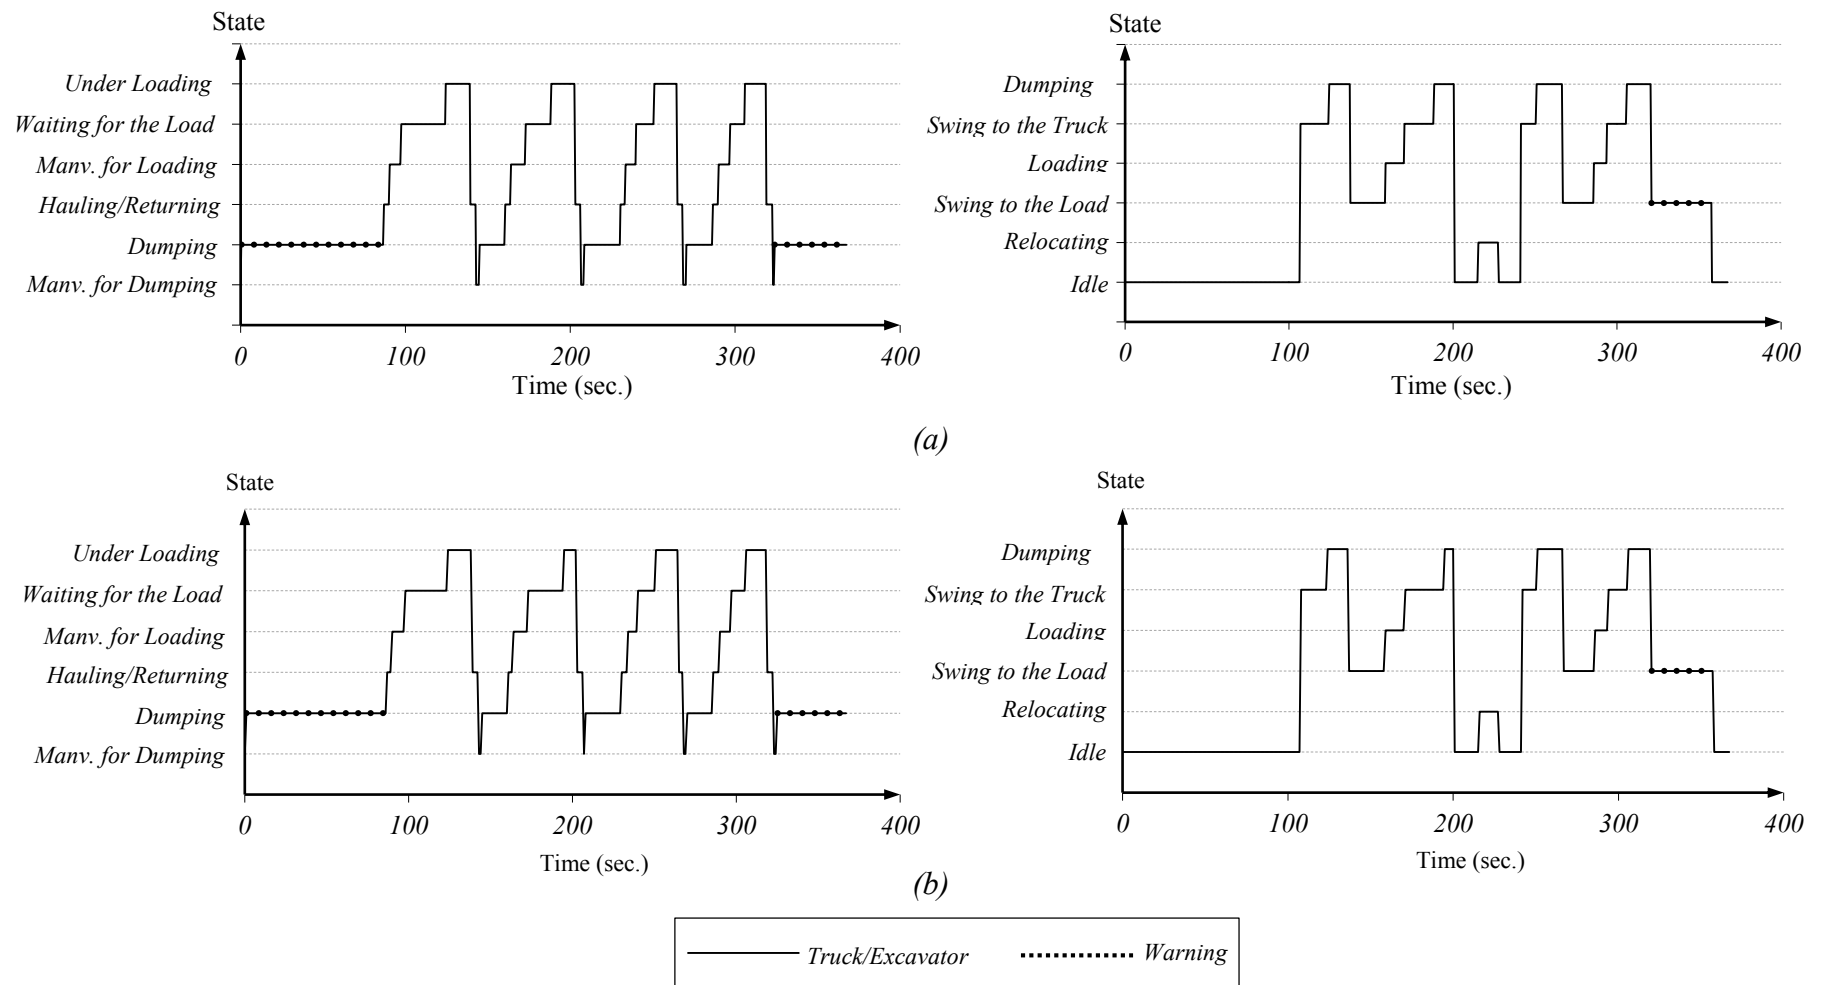 State
Under Loading
Waiting for the Load
Manv. for Loading
Hauling/Returning
Dumping
Manv. for Dumping
0 100 200 300 400
Time (sec.)
State
Dumping
Swing to the Truck
Loading
Swing to the Load
Relocating
Idle
0 100 200 300 400
Time (sec.)
(a)
State
Under Loading
Waiting for the Load
Manv. for Loading
Hauling/Returning
Dumping
Manv. for Dumping
0 100 200 300 400
Time (sec.)
State
Dumping
Swing to the Truck
Loading
Swing to the Load
Relocating
Idle
0 100 200 300 400
Time (sec.)
(b)
Truck/Excavator Warning